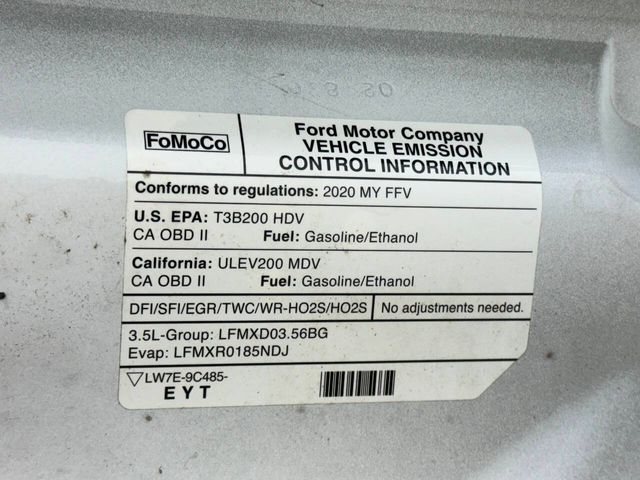 FoMoCo
Ford Motor Company
VEHICLE EMISSION
CONTROL INFORMATION
Conforms to regulations: 2020 MY FFV
U.S. EPA: T3B200 HDV
CA OBD II Fuel: Gasoline/Ethanol
California: ULEV200 MDV
CA OBD II Fuel: Gasoline/Ethanol
DFI/SFI/EGR/TWC/WR-HO2S/HO2S No adjustments needed.
3.5L-Group: LFMXD03.56BG
Evap: LFMXR0185NDJ
▽LW7E-9C485-
EYT